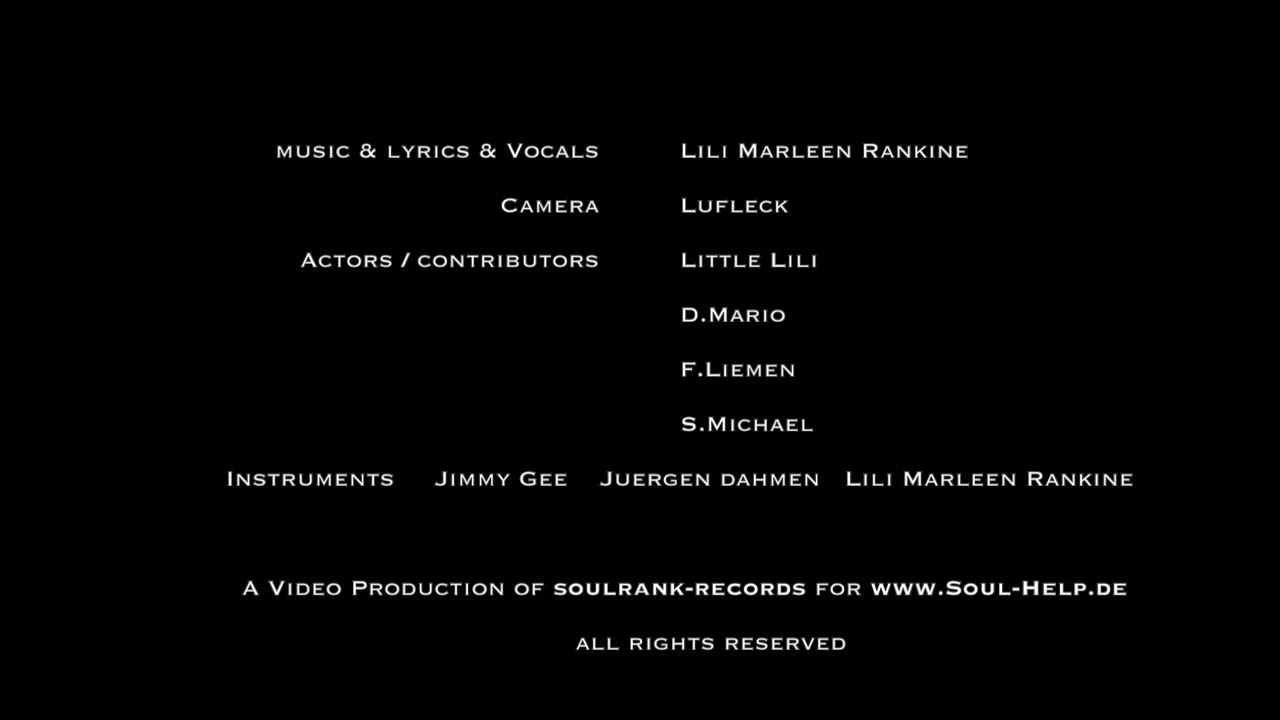 music & lyrics & Vocals Lili Marleen Rankine
Camera Lufleck
Actors / contributors Little Lili
D.Mario
F.Liemen
S.Michael
Instruments Jimmy Gee Juergen dahmen Lili Marleen Rankine
A Video Production of soulrank-records for www.Soul-Help.de
all rights reserved